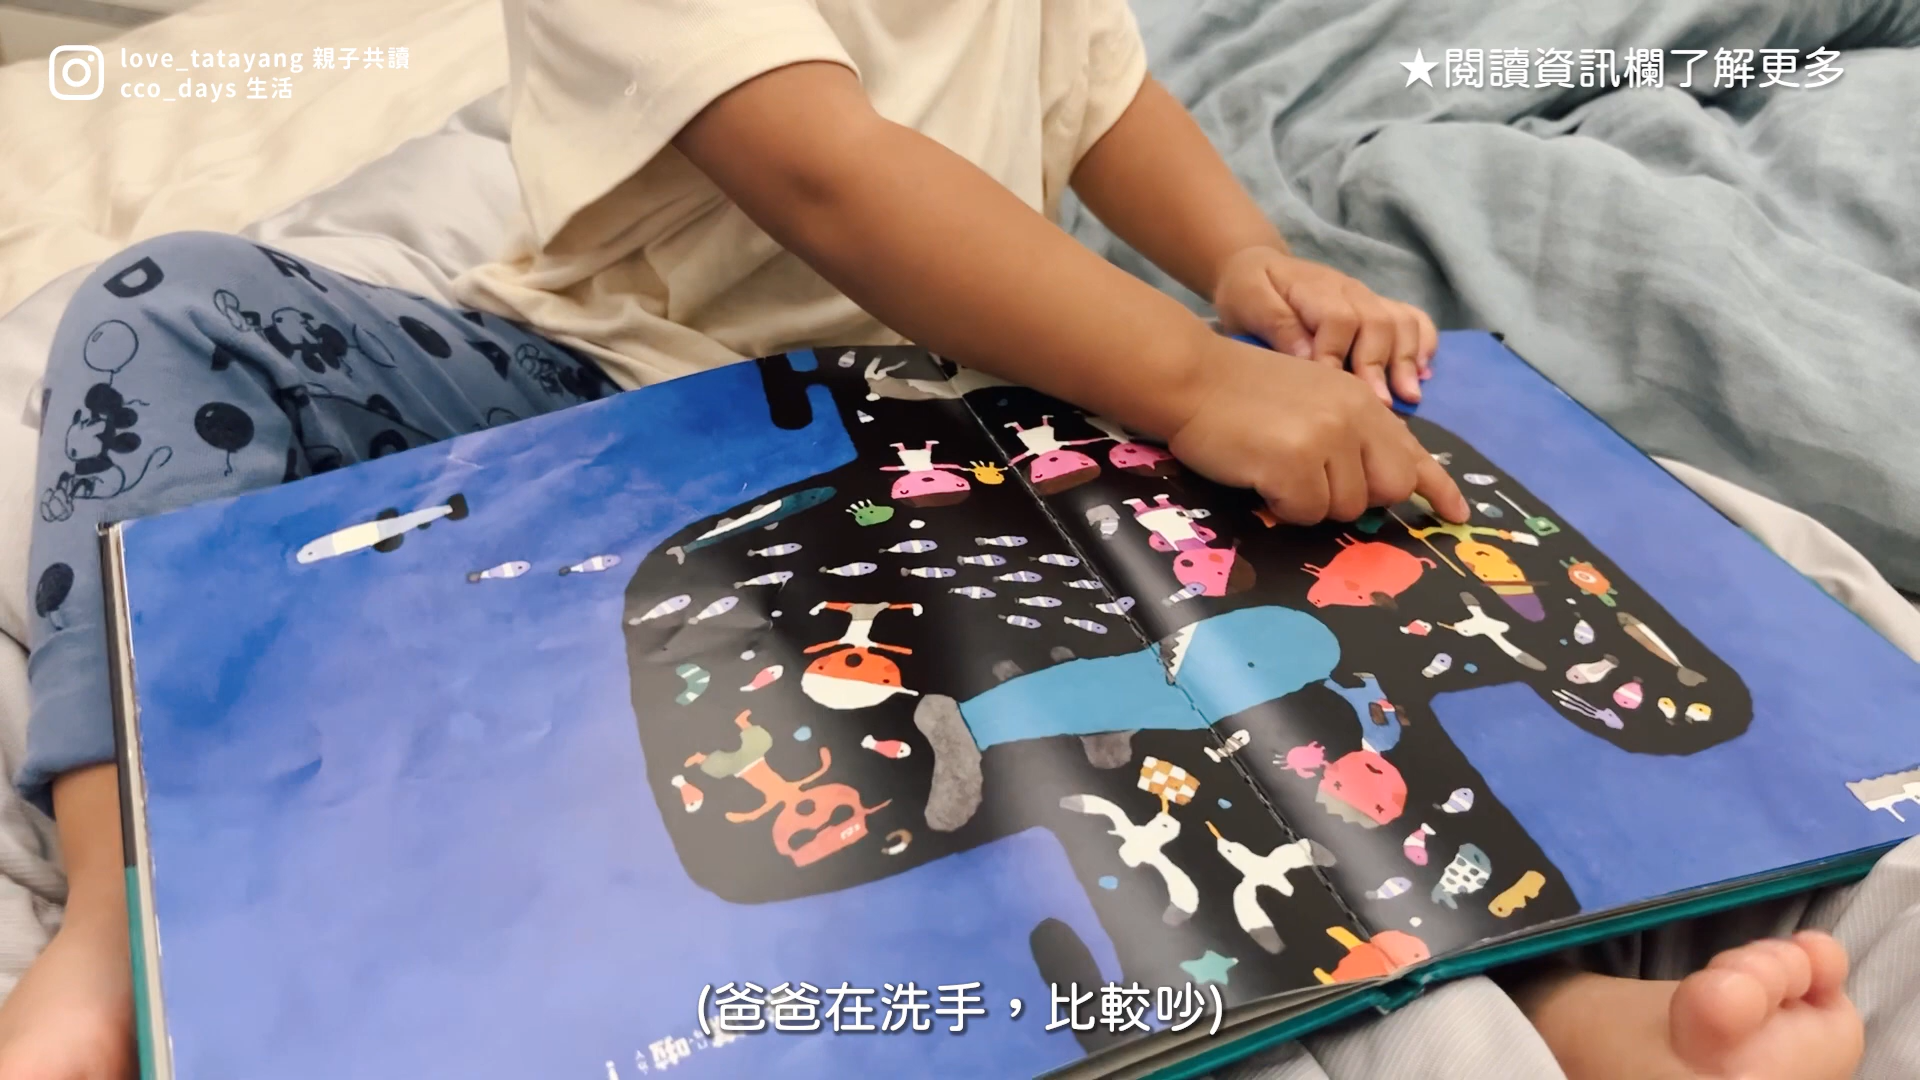 love_tatayang 親子共讀
cco_days 生活
★閱讀資訊欄了解更多
D
R
(爸爸在洗手，比較吵)